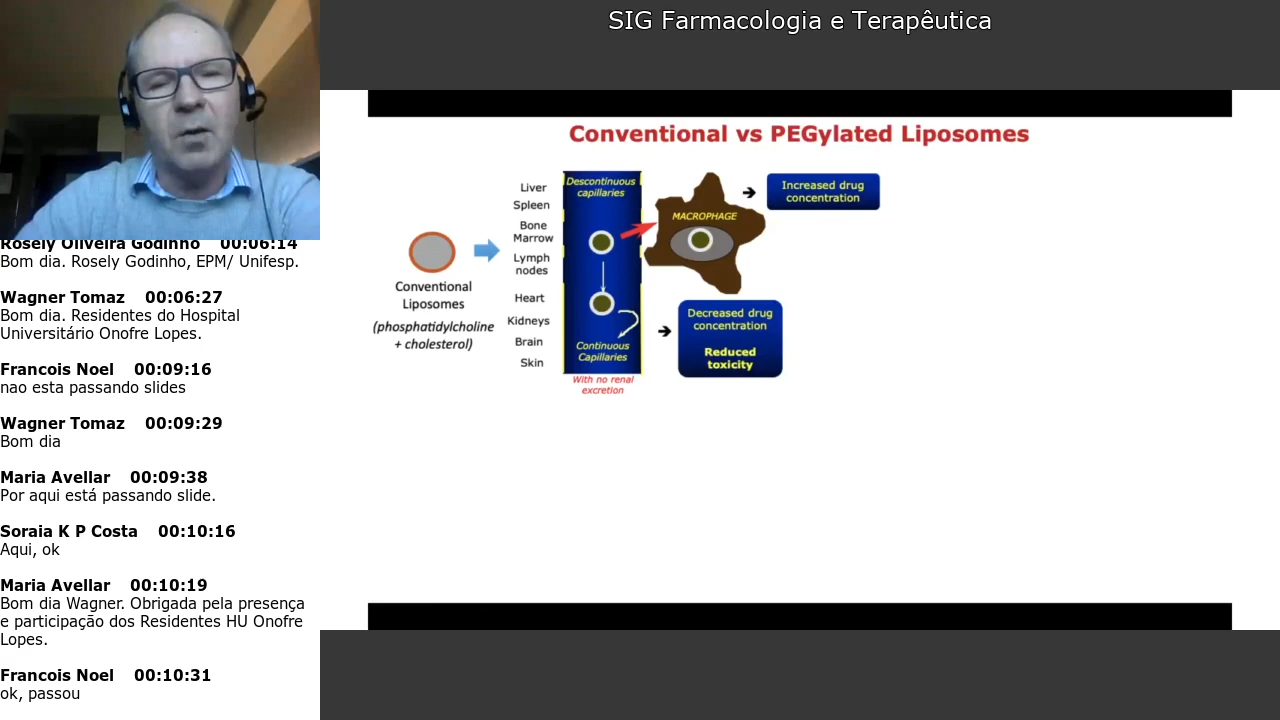 SIG Farmacologia e Terapêutica
Rosely Oliveira Godinho 00:06:14
Bom dia. Rosely Godinho, EPM/ Unifesp.
Wagner Tomaz 00:06:27
Bom dia. Residentes do Hospital
Universitário Onofre Lopes.
Francois Noel 00:09:16
nao esta passando slides
Wagner Tomaz 00:09:29
Bom dia
Maria Avellar 00:09:38
Por aqui está passando slide.
Soraia K P Costa 00:10:16
Aqui, ok
Maria Avellar 00:10:19
Bom dia Wagner. Obrigada pela presença
e participação dos Residentes HU Onofre
Lopes.
Francois Noel 00:10:31
ok, passou
Conventional vs PEGylated Liposomes
Conventional
Liposomes
(phosphatidylcholine
+ cholesterol)
Liver
Spleen
Bone
Marrow
Lymph
nodes
Heart
Kidneys
Brain
Skin
Descontinuous
capillaries
Continuous
Capillaries
With no renal
excretion
MACROPHAGE
Increased drug
concentration
Decreased drug
concentration
Reduced
toxicity